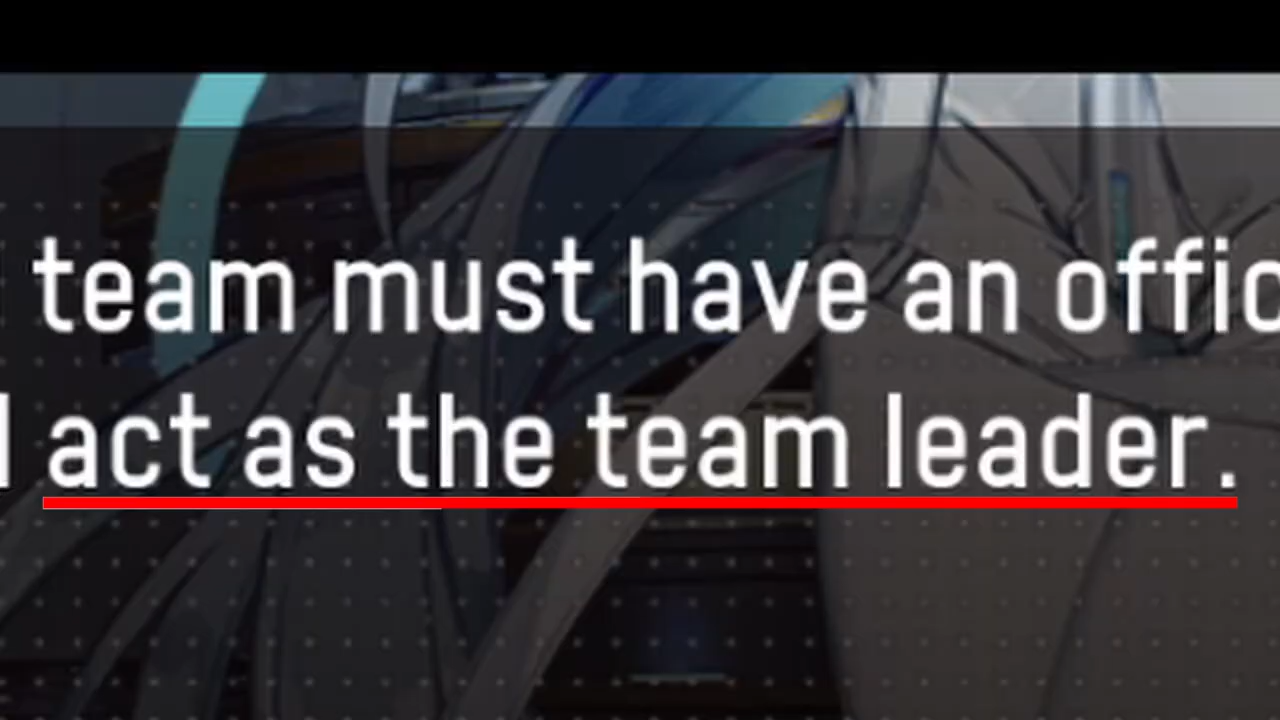 team must have an offic
act as the team leader.